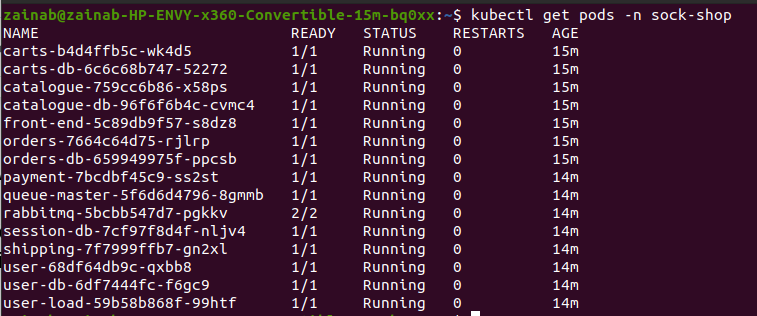 zainab@zainab-HP-ENVY-x360-Convertible-15m-bq0xx:~$ kubectl get pods -n sock-shop
NAME READY STATUS RESTARTS AGE
carts-b4d4ffb5c-wk4d5 1/1 Running 0 15m
carts-db-6c6c68b747-52272 1/1 Running 0 15m
catalogue-759cc6b86-x58ps 1/1 Running 0 15m
catalogue-db-96f6f6b4c-cvmc4 1/1 Running 0 15m
front-end-5c89db9f57-s8dz8 1/1 Running 0 15m
orders-7664c64d75-rjlrp 1/1 Running 0 15m
orders-db-659949975f-ppcsb 1/1 Running 0 15m
payment-7bcdbf45c9-ss2st 1/1 Running 0 14m
queue-master-5f6d6d4796-8gmmb 1/1 Running 0 14m
rabbitmq-5bcbb547d7-pgkkv 2/2 Running 0 14m
session-db-7cf97f8d4f-nljv4 1/1 Running 0 14m
shipping-7f7999ffb7-gn2xl 1/1 Running 0 14m
user-68df64db9c-qxbb8 1/1 Running 0 14m
user-db-6df7444fc-f6gc9 1/1 Running 0 14m
user-load-59b58b868f-99htf 1/1 Running 0 14m